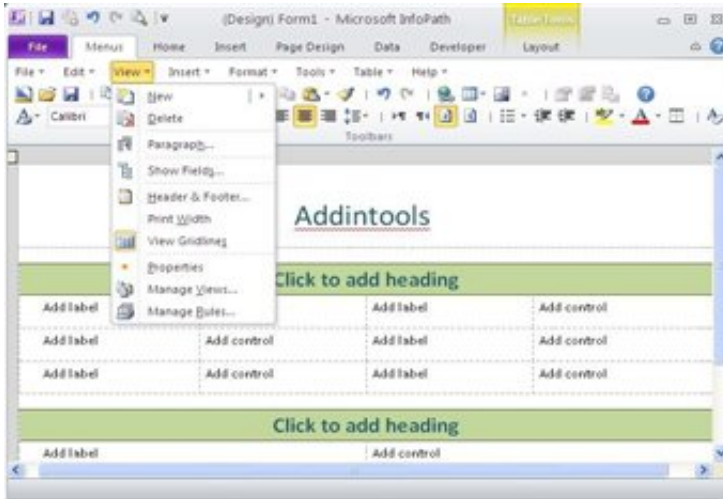 (Design) Form1 - Microsoft InfoPath Table Tools
File Menus Home Insert Page Design Data Developer Layout
File Edit View Insert Format Tools Table Help
Calibri
Toolbars
New
Delete
Paragraph...
Show Fields...
Header & Footer...
Print Width
View Gridlines
Properties
Manage Views...
Manage Rules...
Addintools
Click to add heading
Add label Add label Add control
Add label Add control Add label Add control
Add label Add control Add label Add control
Click to add heading
Add label Add control